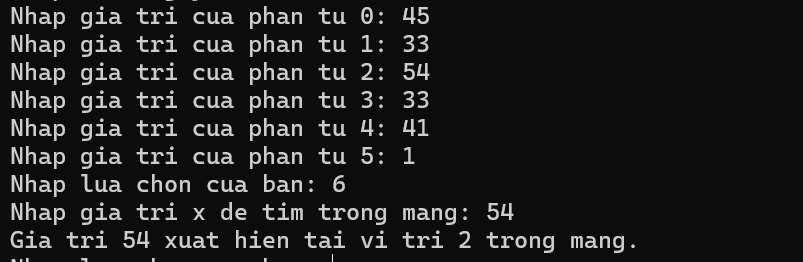 Nhap gia tri cua phan tu 0: 45
Nhap gia tri cua phan tu 1: 33
Nhap gia tri cua phan tu 2: 54
Nhap gia tri cua phan tu 3: 33
Nhap gia tri cua phan tu 4: 41
Nhap gia tri cua phan tu 5: 1
Nhap lua chon cua ban: 6
Nhap gia tri x de tim trong mang: 54
Gia tri 54 xuat hien tai vi tri 2 trong mang.